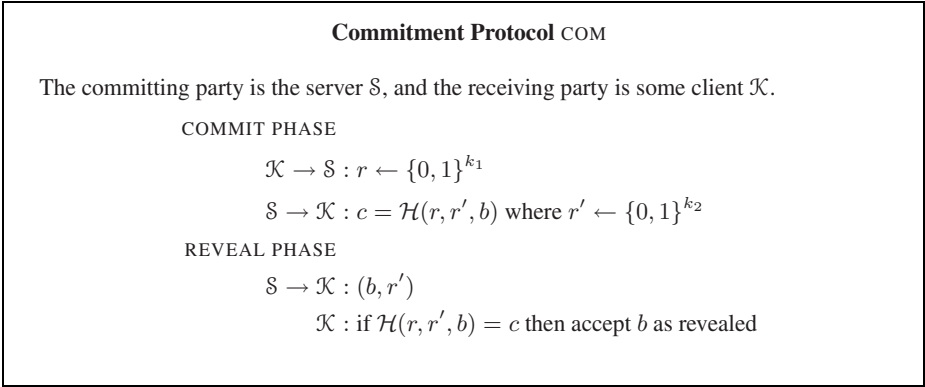 Commitment Protocol COM
The committing party is the server 𝒮, and the receiving party is some client 𝒦.
COMMIT PHASE
𝒦 → 𝒮 : r ← {0, 1}^{k_1}
𝒮 → 𝒦 : c = ℋ(r, r′, b) where r′ ← {0, 1}^{k_2}
REVEAL PHASE
𝒮 → 𝒦 : (b, r′)
𝒦 : if ℋ(r, r′, b) = c then accept b as revealed